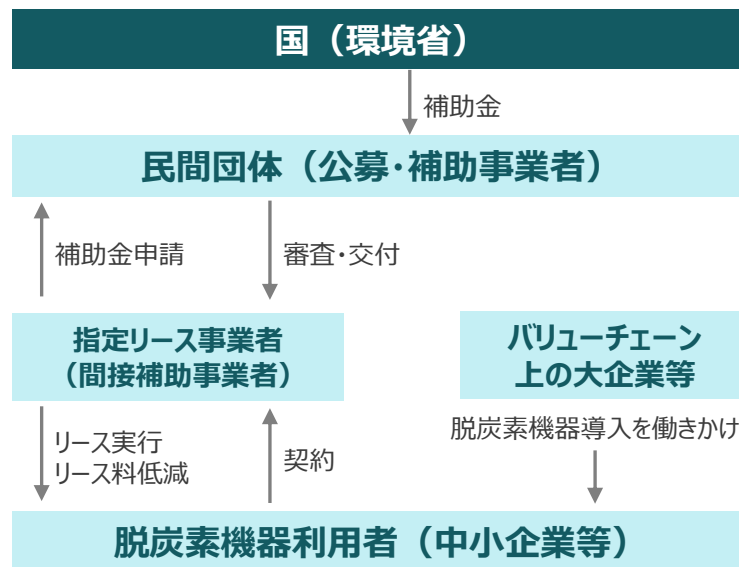 国（環境省）
補助金
民間団体（公募・補助事業者）
補助金申請
審査・交付
指定リース事業者
（間接補助事業者）
バリューチェーン
上の大企業等
脱炭素機器導入を働きかけ
リース実行
リース料低減
契約
脱炭素機器利用者（中小企業等）